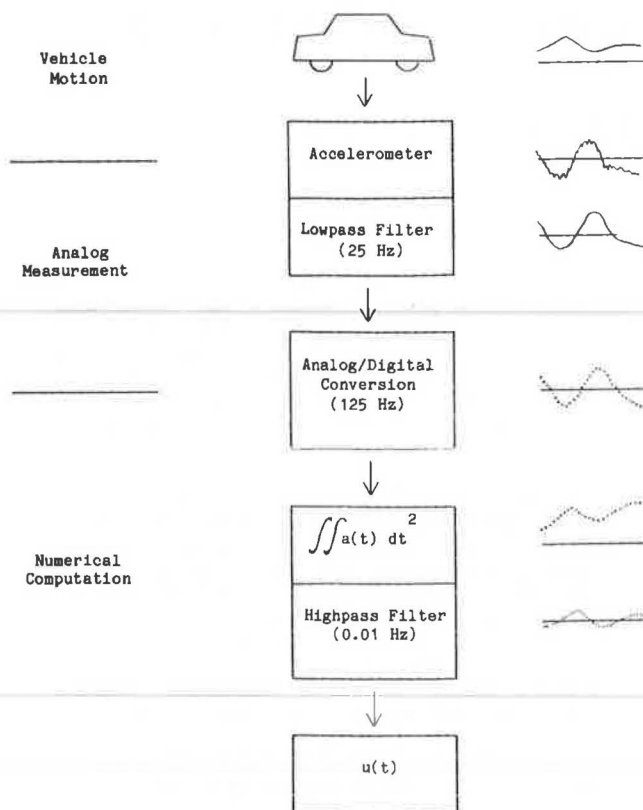 Vehicle
Motion
Accelerometer
Lowpass Filter
(25 Hz)
Analog
Measurement
Analog/Digital
Conversion
(125 Hz)
∫∫a(t) dt²
Numerical
Computation
Highpass Filter
(0.01 Hz)
u(t)